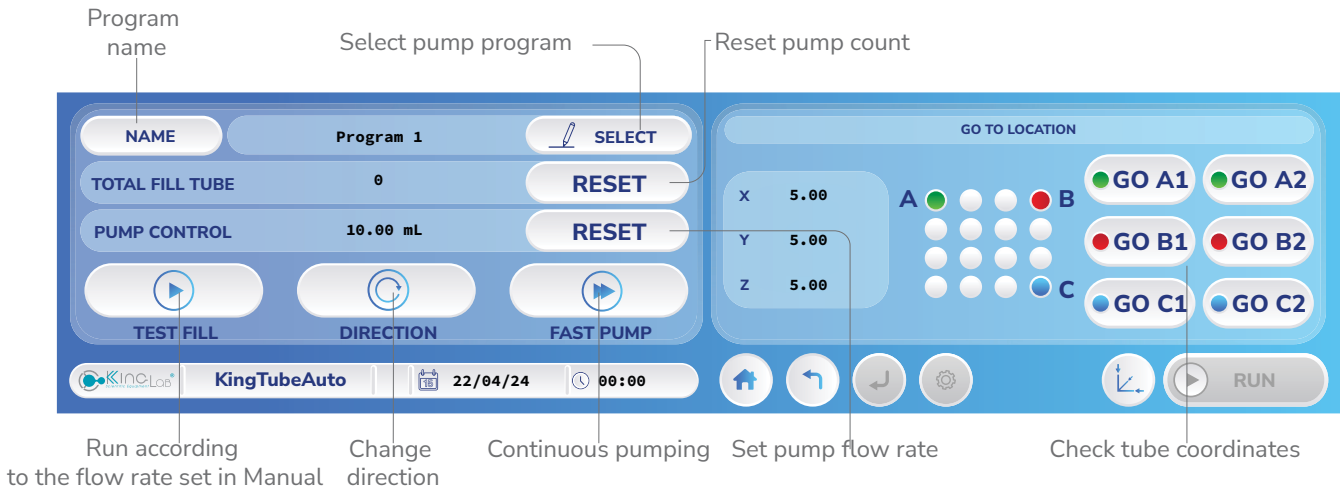 Program
name
Select pump program
Reset pump count
NAME
Program 1
SELECT
TOTAL FILL TUBE
0
RESET
PUMP CONTROL
10.00 mL
RESET
TEST FILL
DIRECTION
FAST PUMP
KincLab®
KingTubeAuto
15
22/04/24
00:00
GO TO LOCATION
X 5.00
Y 5.00
Z 5.00
A
B
C
GO A1
GO A2
GO B1
GO B2
GO C1
GO C2
RUN
Run according
to the flow rate set in Manual
Change
direction
Continuous pumping
Set pump flow rate
Check tube coordinates